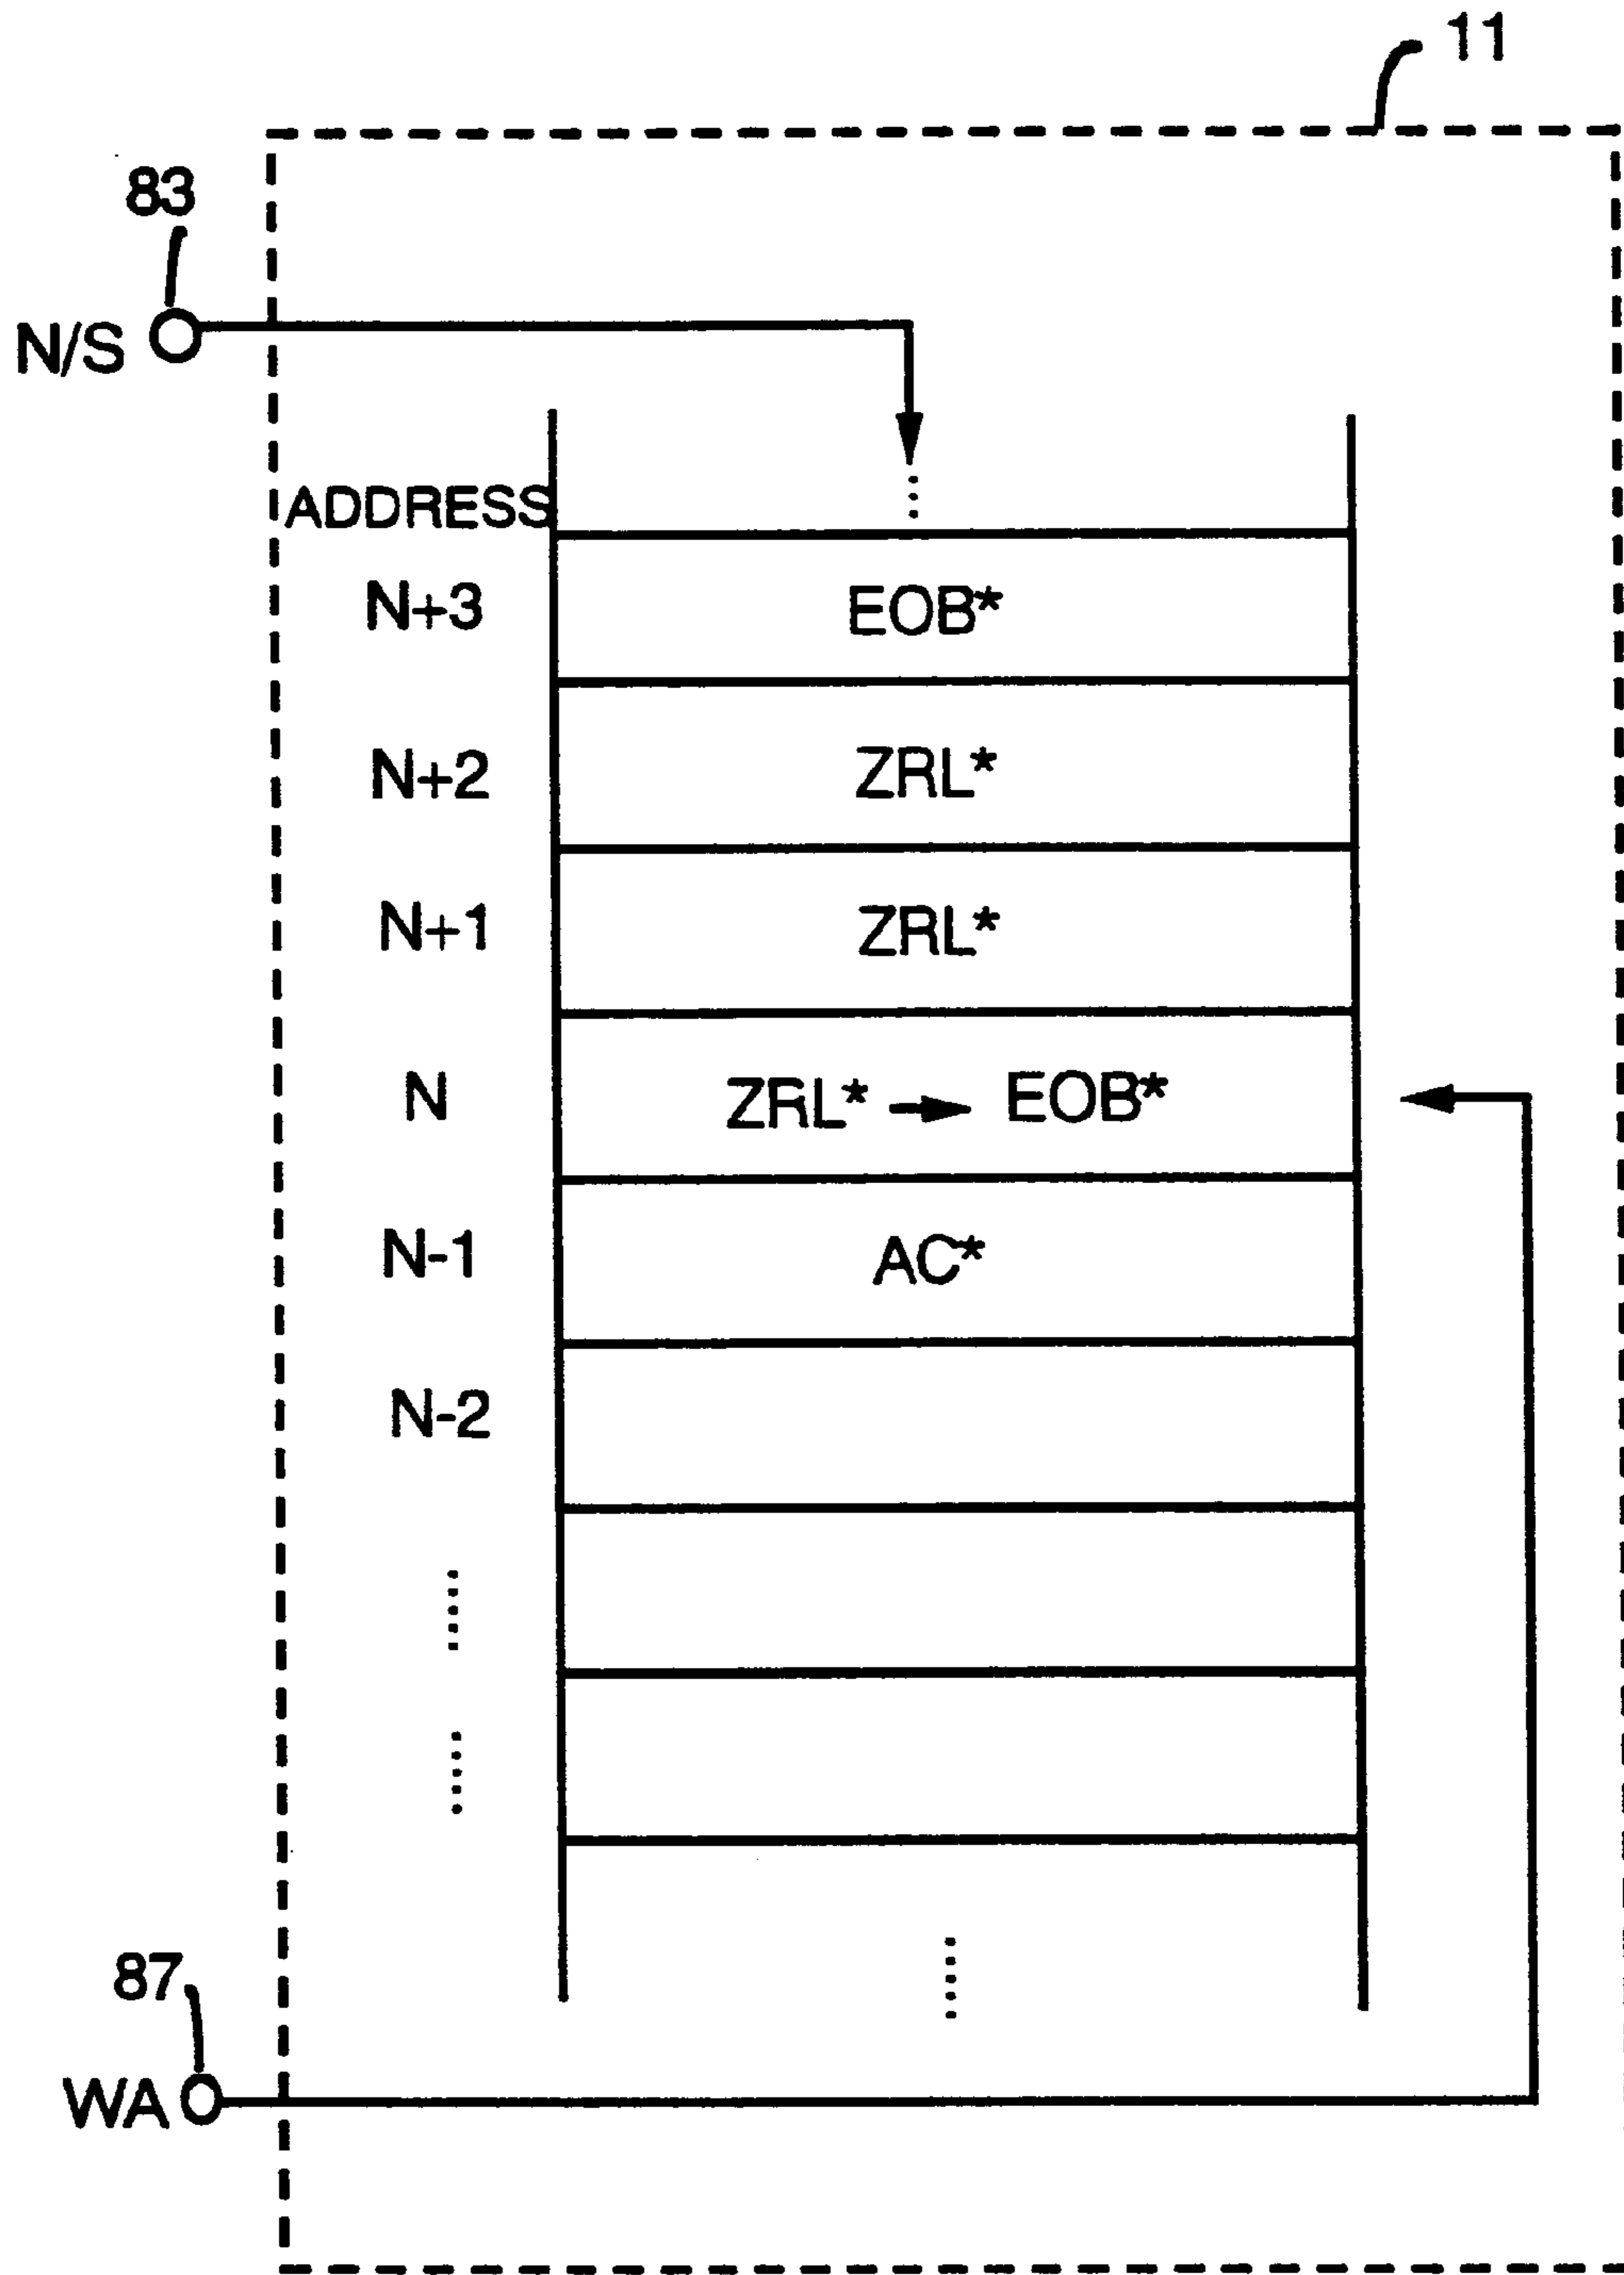 11
83
N/S
ADDRESS
N+3 EOB*
N+2 ZRL*
N+1 ZRL*
N ZRL* → EOB*
N-1 AC*
N-2
87
WA